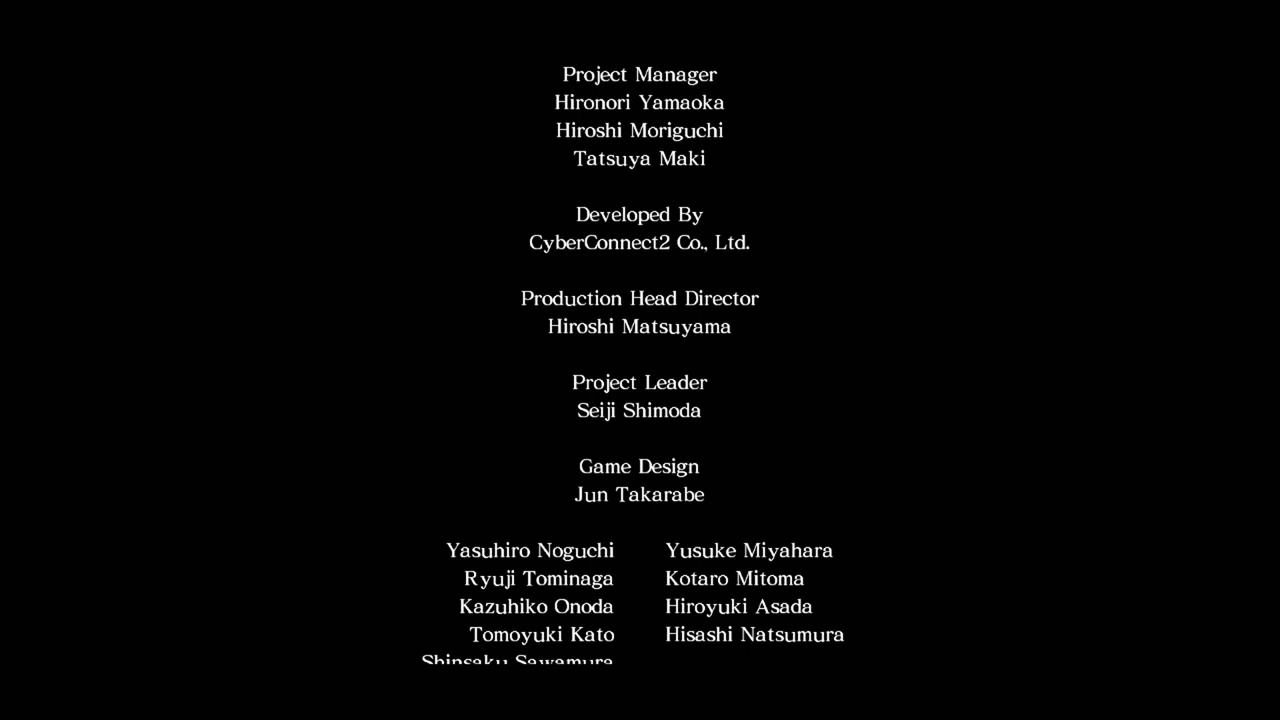 Project Manager
Hironori Yamaoka
Hiroshi Moriguchi
Tatsuya Maki
Developed By
CyberConnect2 Co., Ltd.
Production Head Director
Hiroshi Matsuyama
Project Leader
Seiji Shimoda
Game Design
Jun Takarabe
Yasuhiro Noguchi Yusuke Miyahara
Ryuji Tominaga Kotaro Mitoma
Kazuhiko Onoda Hiroyuki Asada
Tomoyuki Kato Hisashi Natsumura
Shinsaku Sawamura